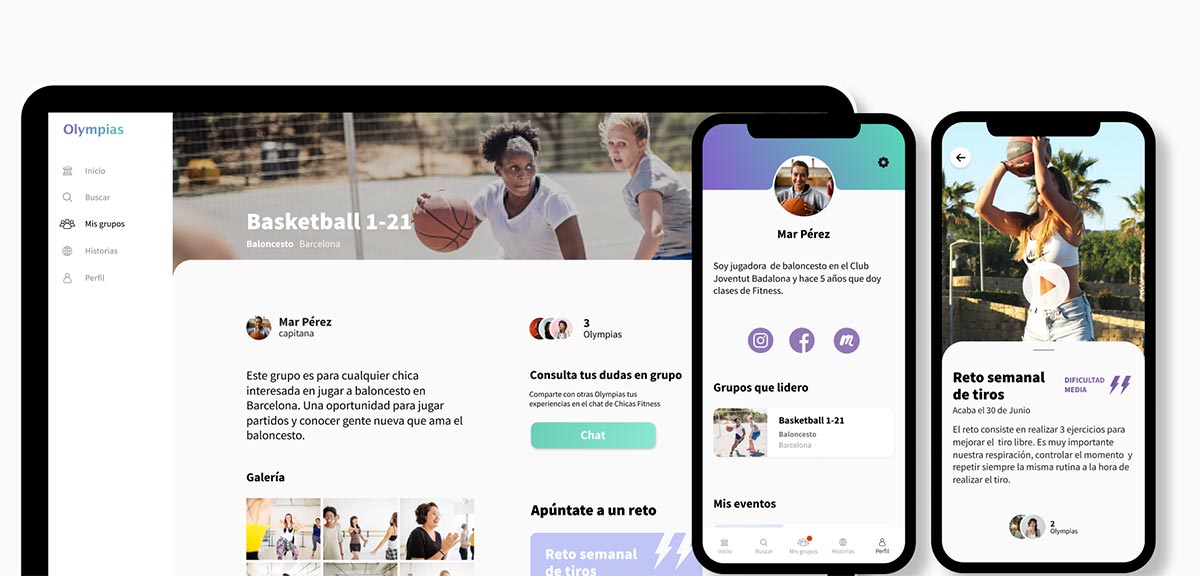 Olympias
Inicio
Buscar
Mis grupos
Historias
Perfil
Basketball 1-21
Baloncesto Barcelona
Mar Pérez
capitana
Este grupo es para cualquier chica
interesada en jugar a baloncesto en
Barcelona. Una oportunidad para jugar
partidos y conocer gente nueva que ama el
baloncesto.
Galería
3
Olympias
Consulta tus dudas en grupo
Comparte con otras Olympias tus
experiencias en el chat de Chicas Fitness
Chat
Apúntate a un reto
Reto semanal
de tiros
Mar Pérez
Soy jugadora de baloncesto en el Club
Joventut Badalona y hace 5 años que doy
clases de Fitness.
Grupos que lidero
Basketball 1-21
Baloncesto
Barcelona
Mis eventos
Inicio
Buscar
Mis grupos
Historias
Perfil
Reto semanal
de tiros
DIFICULTAD
MEDIA
Acaba el 30 de Junio
El reto consiste en realizar 3 ejercicios para
mejorar el tiro libre. Es muy importante
nuestra respiración, controlar el momento y
repetir siempre la misma rutina a la hora de
realizar el tiro.
2
Olympias